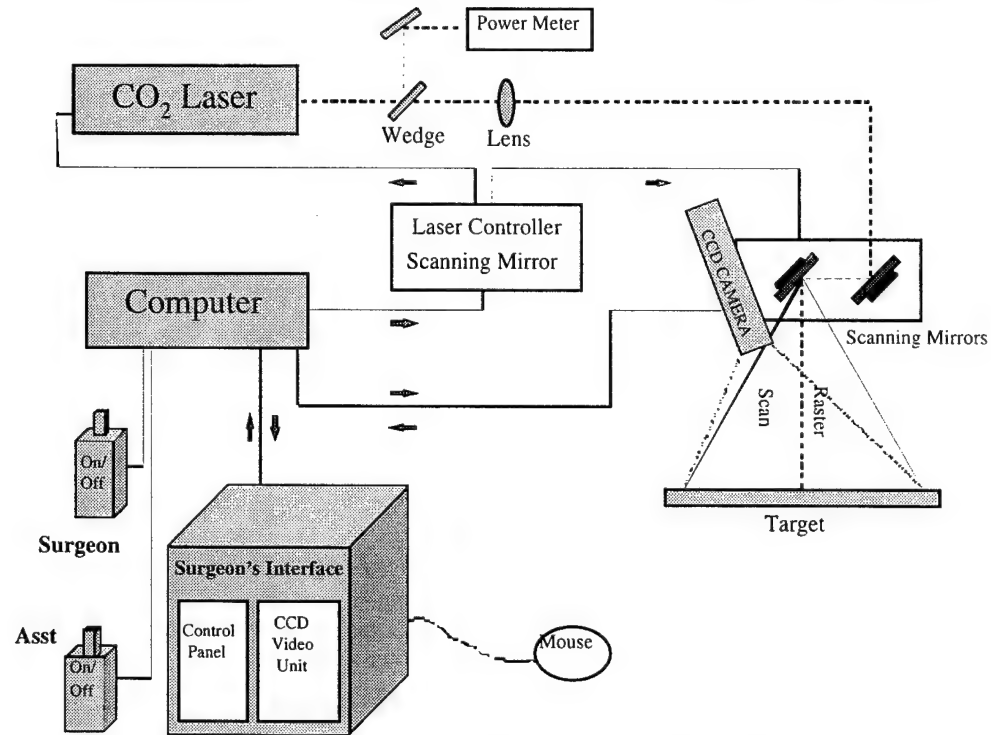 Power Meter
CO₂ Laser
Wedge
Lens
Laser Controller
Scanning Mirror
CCD CAMERA
Computer
Scanning Mirrors
Scan
Raster
On/
Off
Target
Surgeon
Surgeon's Interface
Asst
Control
Panel
CCD
Video
Unit
Mouse
On/
Off